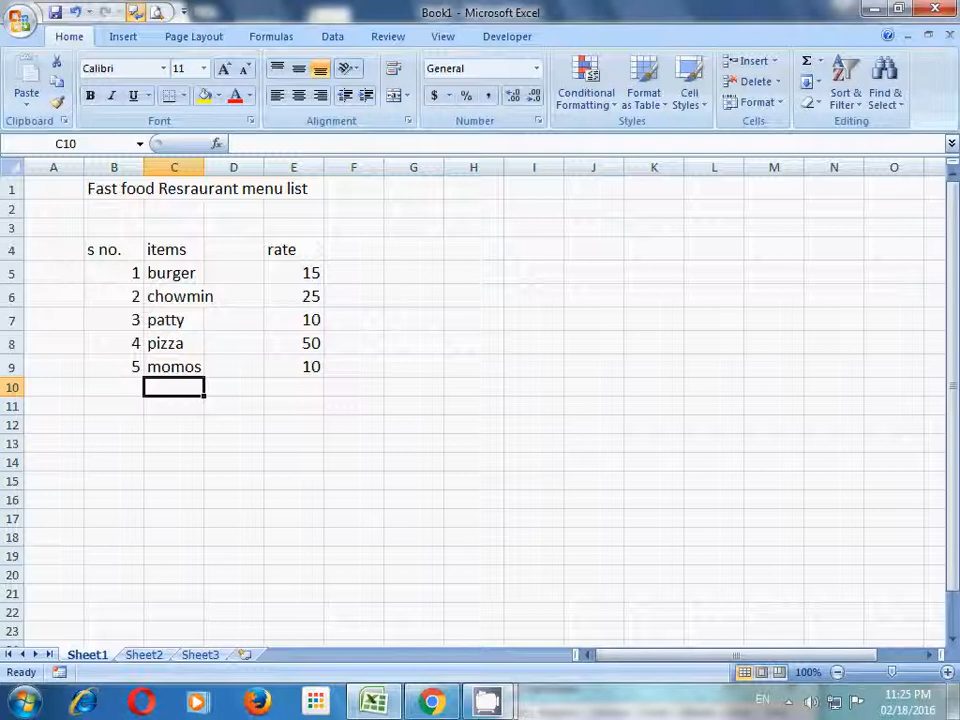 Book1 - Microsoft Excel
Home Insert Page Layout Formulas Data Review View Developer
Paste
Calibri 11
B I U
General
$ % ,
Conditional Formatting
Format as Table
Cell Styles
Insert
Delete
Format
Sort & Filter
Find & Select
Clipboard Font Alignment Number Styles Cells Editing
C10 fx
A B C D E F G H I J K L M N O
1 Fast food Resraurant menu list
2
3
4 s no. items rate
5 1 burger 15
6 2 chowmin 25
7 3 patty 10
8 4 pizza 50
9 5 momos 10
10
11
12
13
14
15
16
17
18
19
20
21
22
23
Sheet1 Sheet2 Sheet3
Ready 100%
EN 11:25 PM
02/18/2016